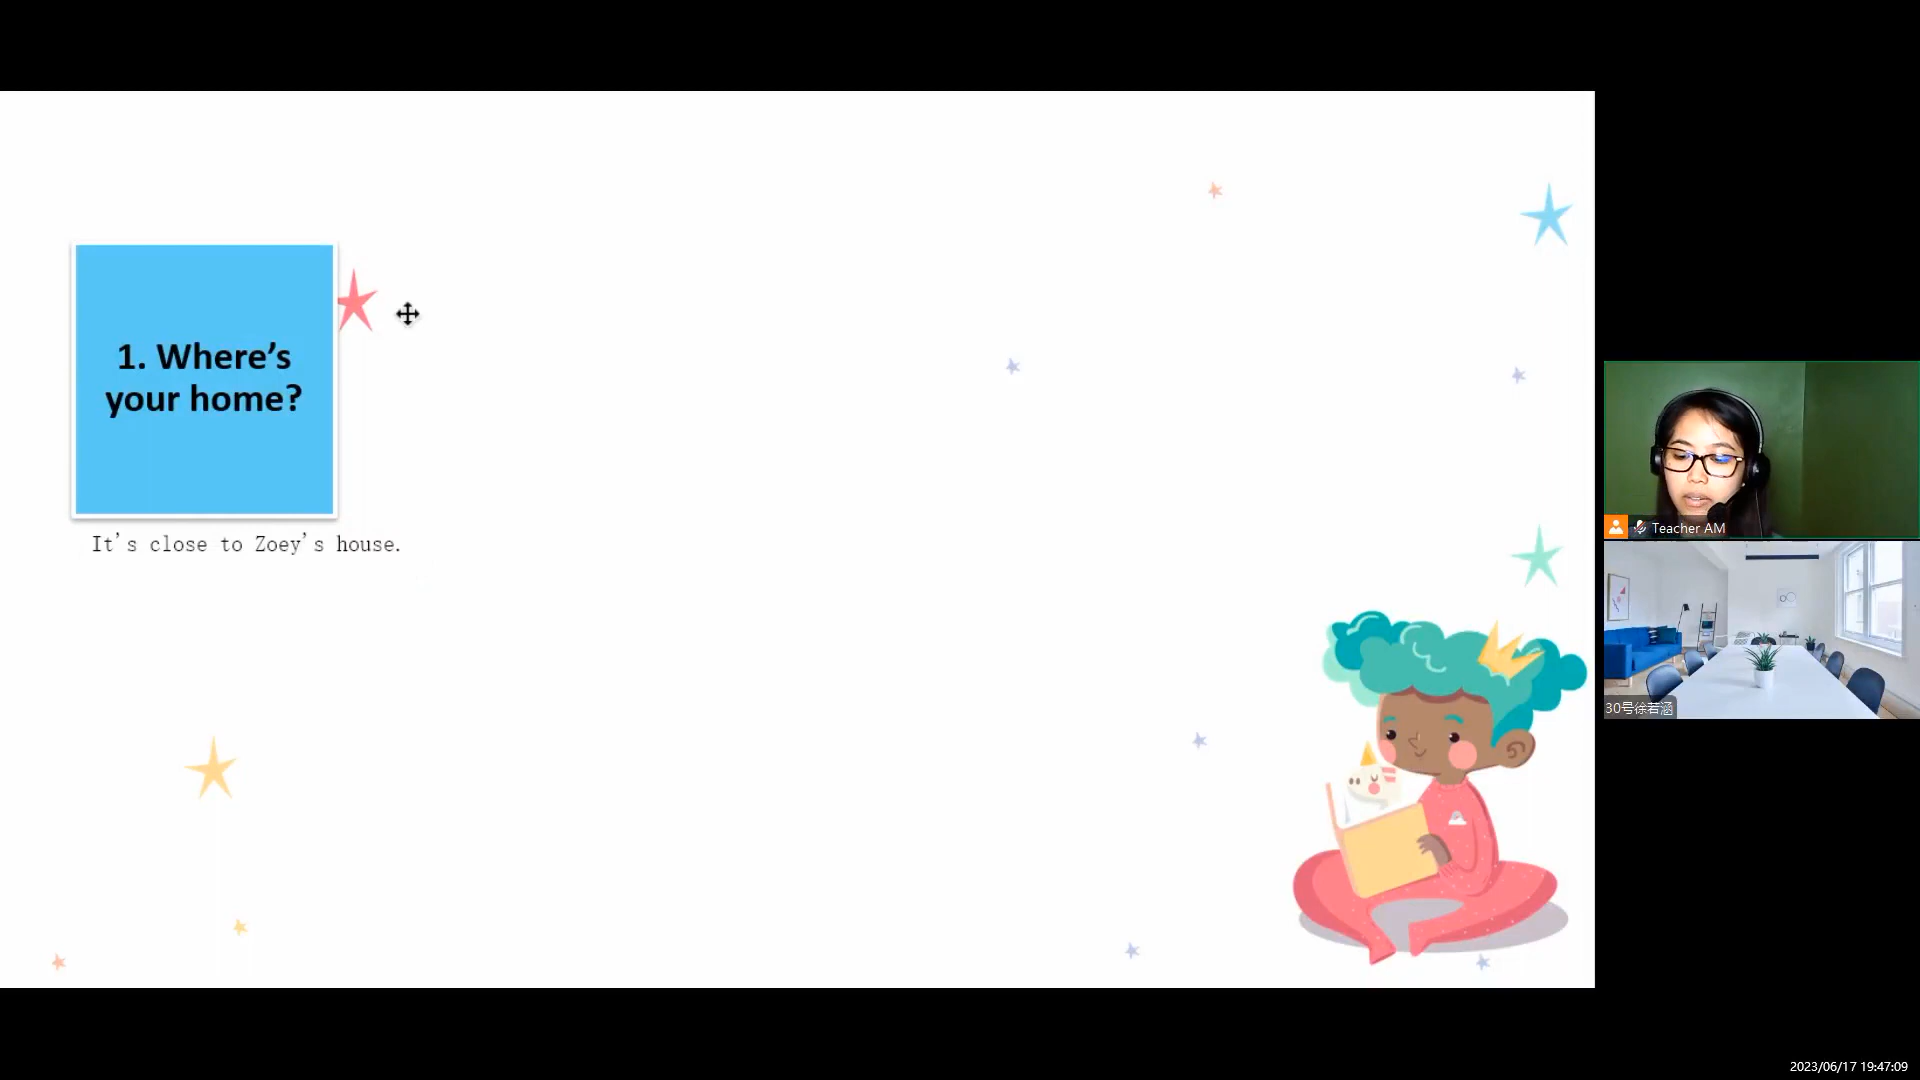 1. Where’s
your home?
It's close to Zoey's house.
Teacher AM
30号徐若涵
2023/06/17 19:47:09